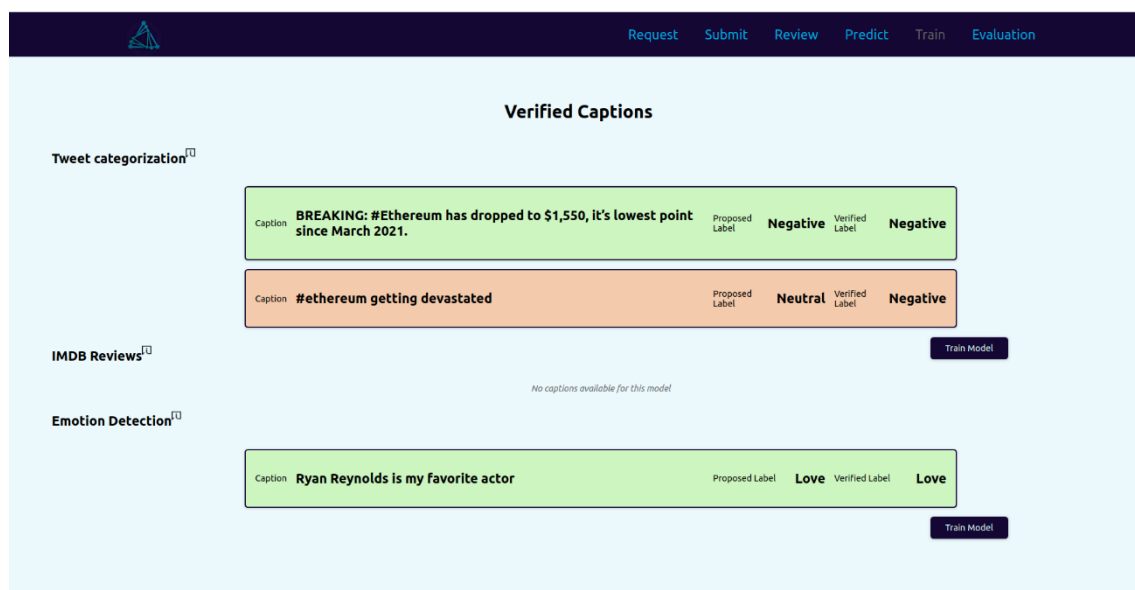 Request Submit Review Predict Train Evaluation
Verified Captions
Tweet categorization
Caption BREAKING: #Ethereum has dropped to $1,550, it's lowest point since March 2021. Proposed Label Negative Verified Label Negative
Caption #ethereum getting devastated Proposed Label Neutral Verified Label Negative
Train Model
IMDB Reviews
No captions available for this model
Emotion Detection
Caption Ryan Reynolds is my favorite actor Proposed Label Love Verified Label Love
Train Model